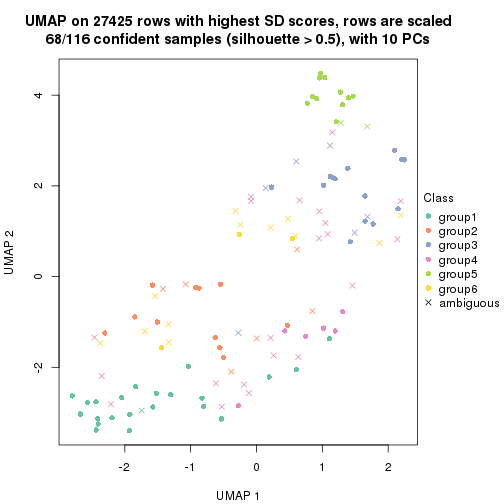 UMAP on 27425 rows with highest SD scores, rows are scaled
68/116 confident samples (silhouette > 0.5), with 10 PCs
4
2
0
-2
UMAP 2
-2
-1
0
1
2
UMAP 1
Class
group1
group2
group3
group4
group5
group6
ambiguous